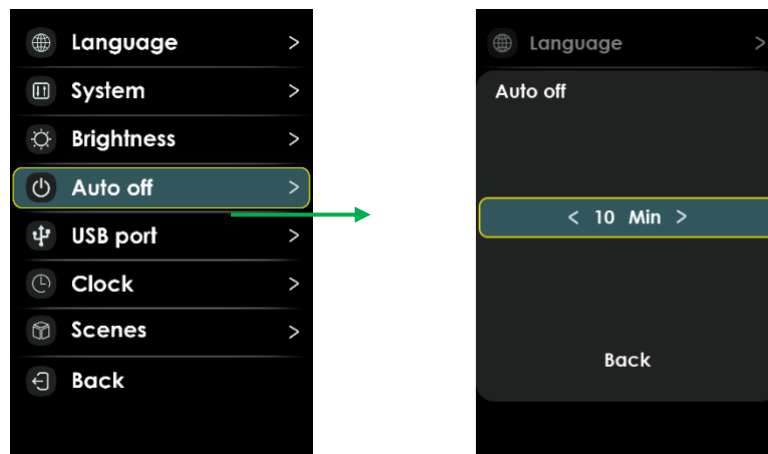 Language >
System >
Brightness >
Auto off >
USB port >
Clock >
Scenes >
Back
Language >
Auto off
< 10 Min >
Back